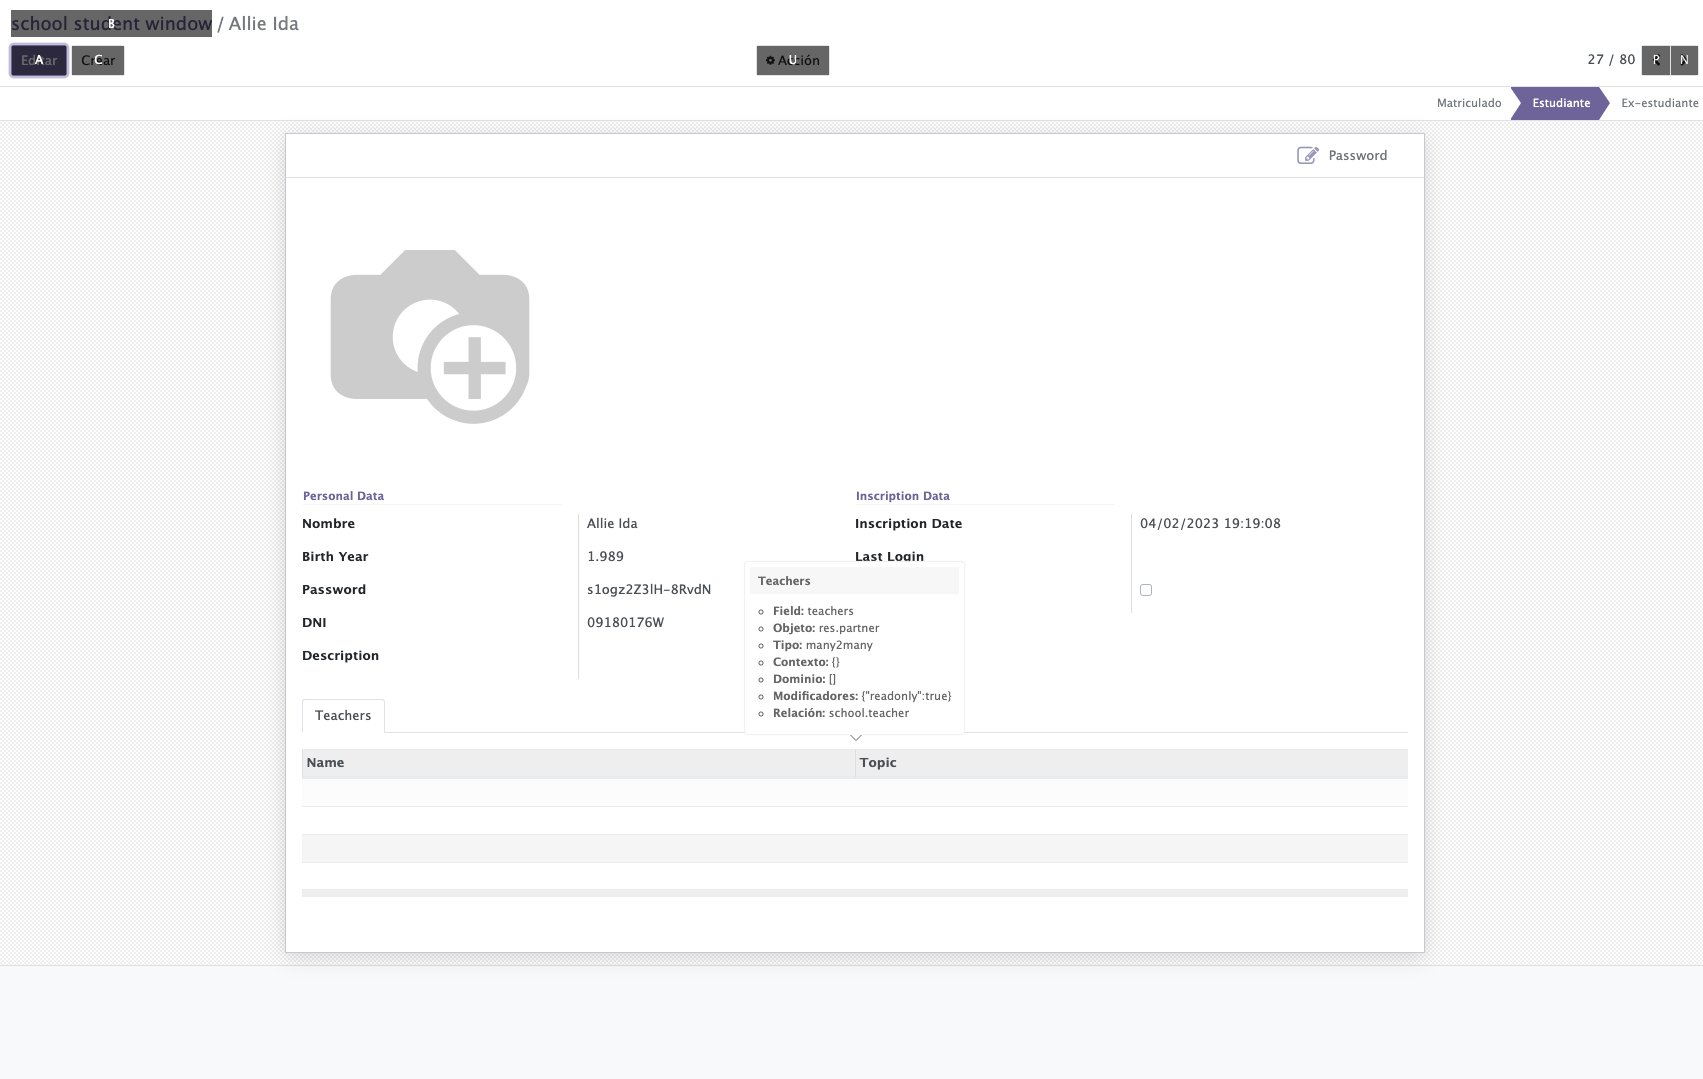 school student window / Allie Ida
B
Editar Crear
A C
Acción
U
27 / 80
P N
Matriculado Estudiante Ex-estudiante
Password
Personal Data
Nombre Allie Ida
Birth Year 1.989
Password s1ogz2Z3lH-8RvdN
DNI 09180176W
Description
Inscription Data
Inscription Date 04/02/2023 19:19:08
Last Login
Teachers
Field: teachers
Objeto: res.partner
Tipo: many2many
Contexto: {}
Dominio: []
Modificadores: {"readonly":true}
Relación: school.teacher
Teachers
Name Topic